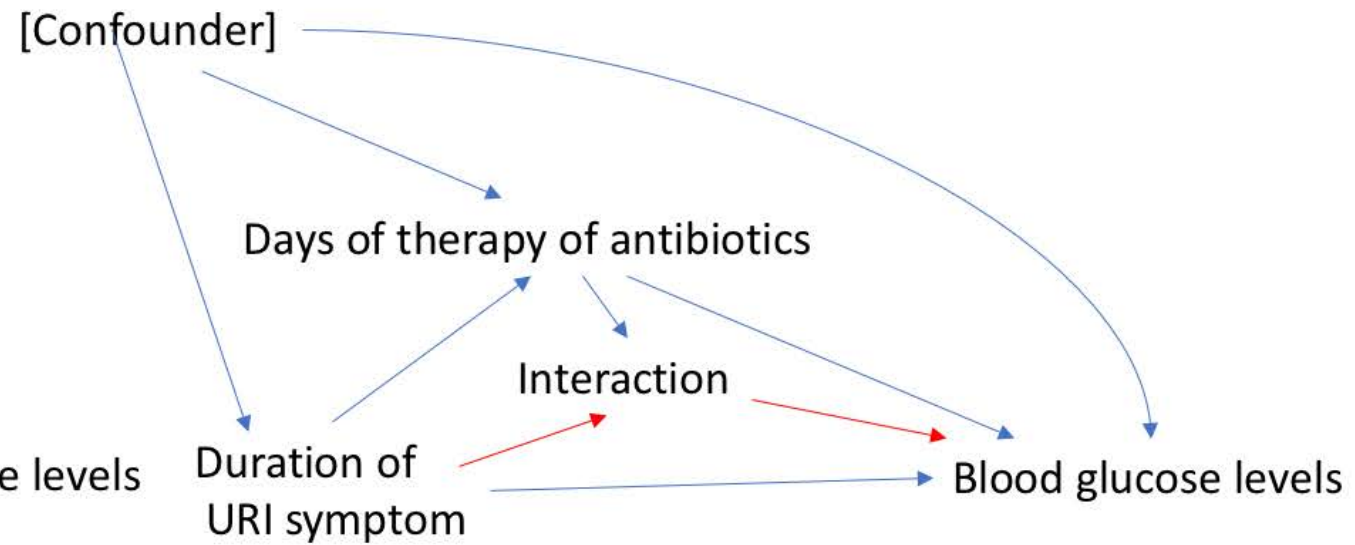 [Confounder]
Days of therapy of antibiotics
Interaction
e levels
Duration of
URI symptom
Blood glucose levels